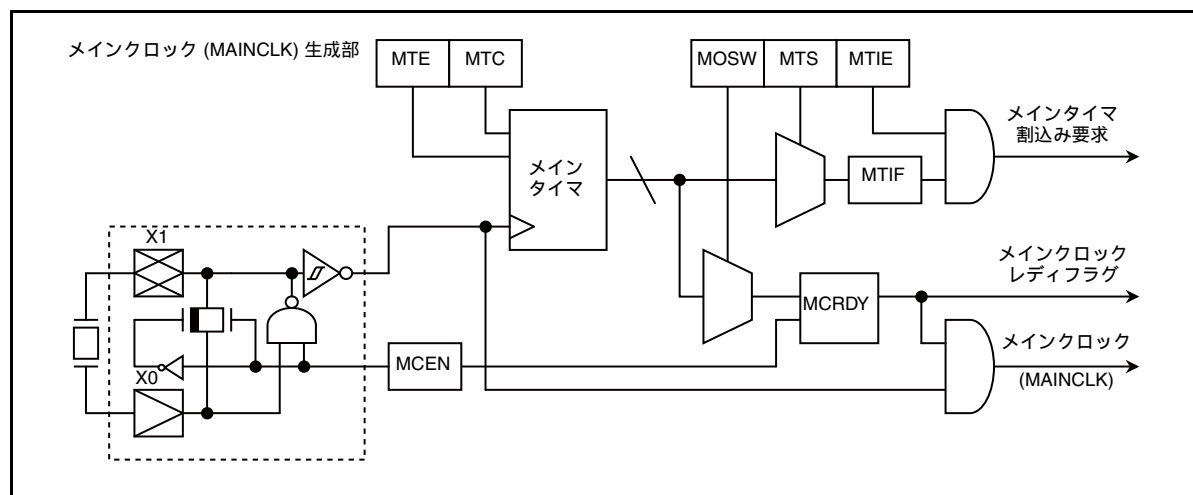 メインクロック (MAINCLK) 生成部
MTE
MTC
MOSW
MTS
MTIE
メインタイマ
割込み要求
メイン
タイマ
MTIF
X1
メインクロック
レディフラグ
MCRDY
MCEN
X0
メインクロック
(MAINCLK)